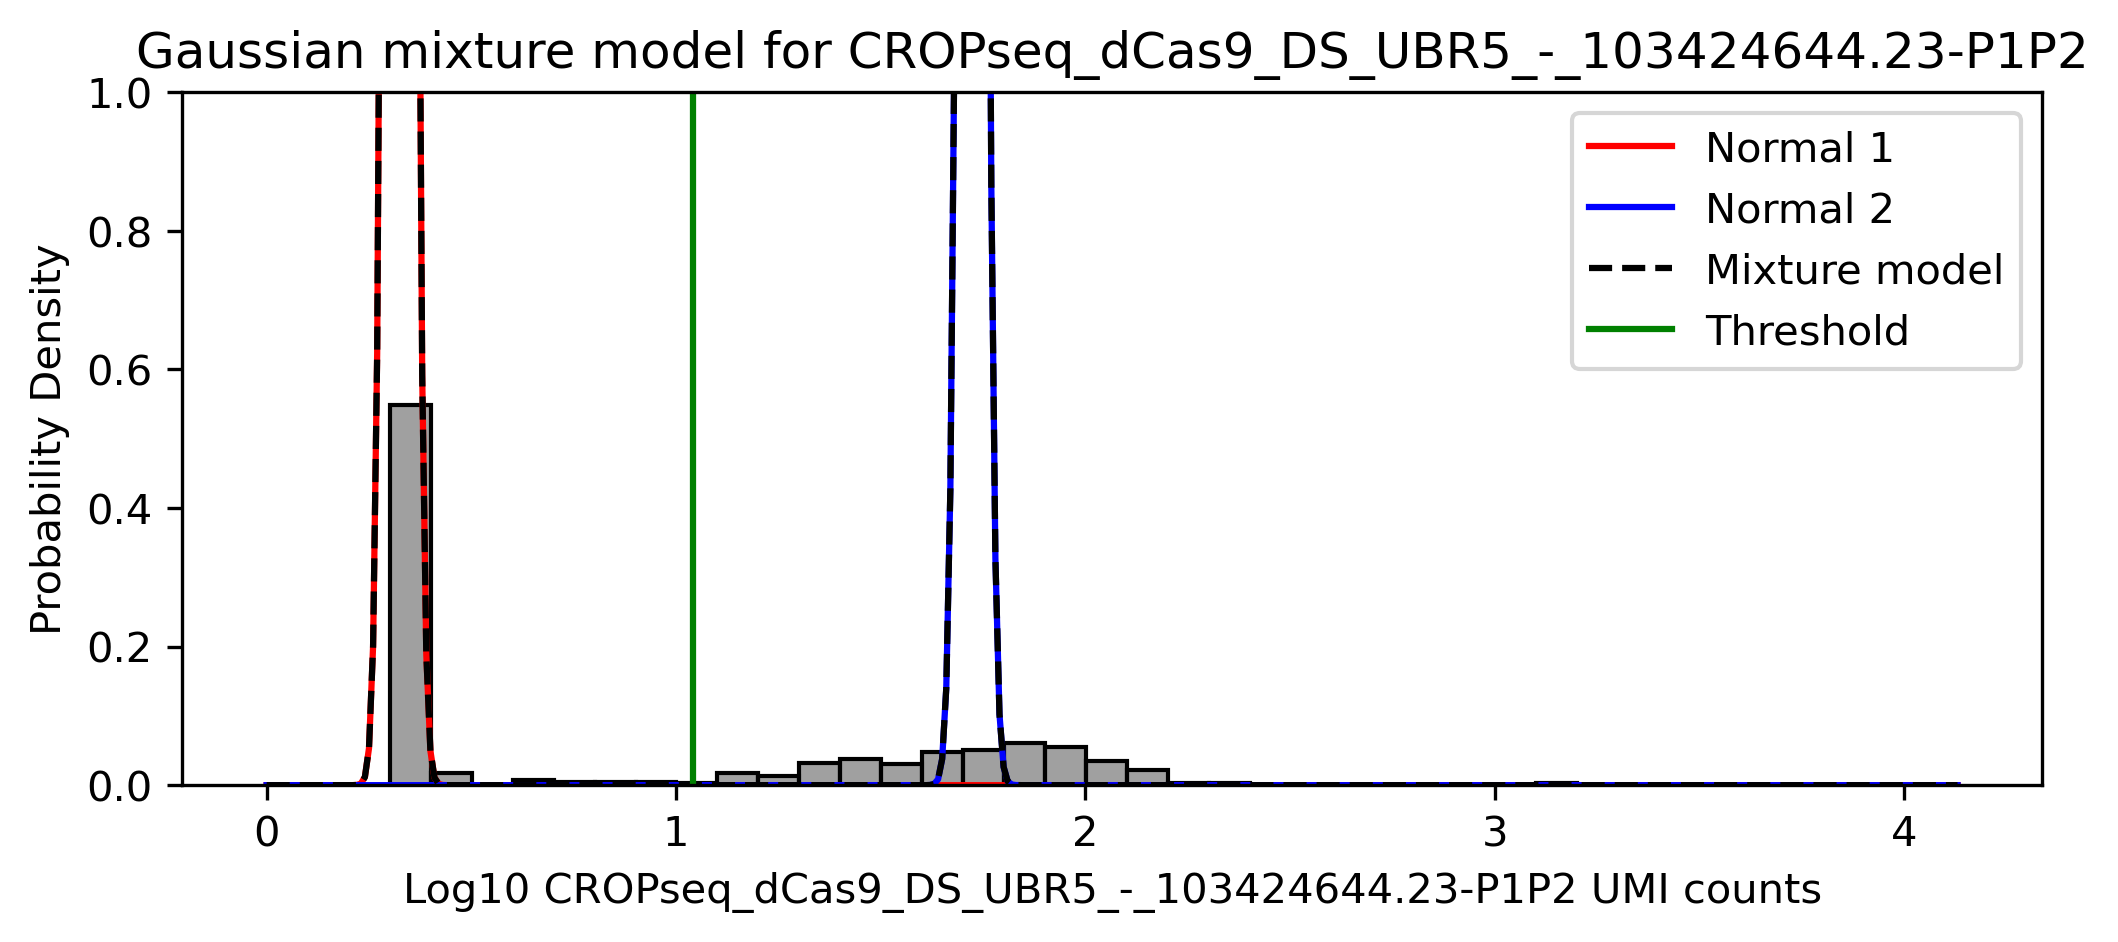 Gaussian mixture model for CROPseq_dCas9_DS_UBR5_-_103424644.23-P1P2
1.0
0.8
0.6
0.4
0.2
0.0
Probability Density
Normal 1
Normal 2
Mixture model
Threshold
0 1 2 3 4
Log10 CROPseq_dCas9_DS_UBR5_-_103424644.23-P1P2 UMI counts